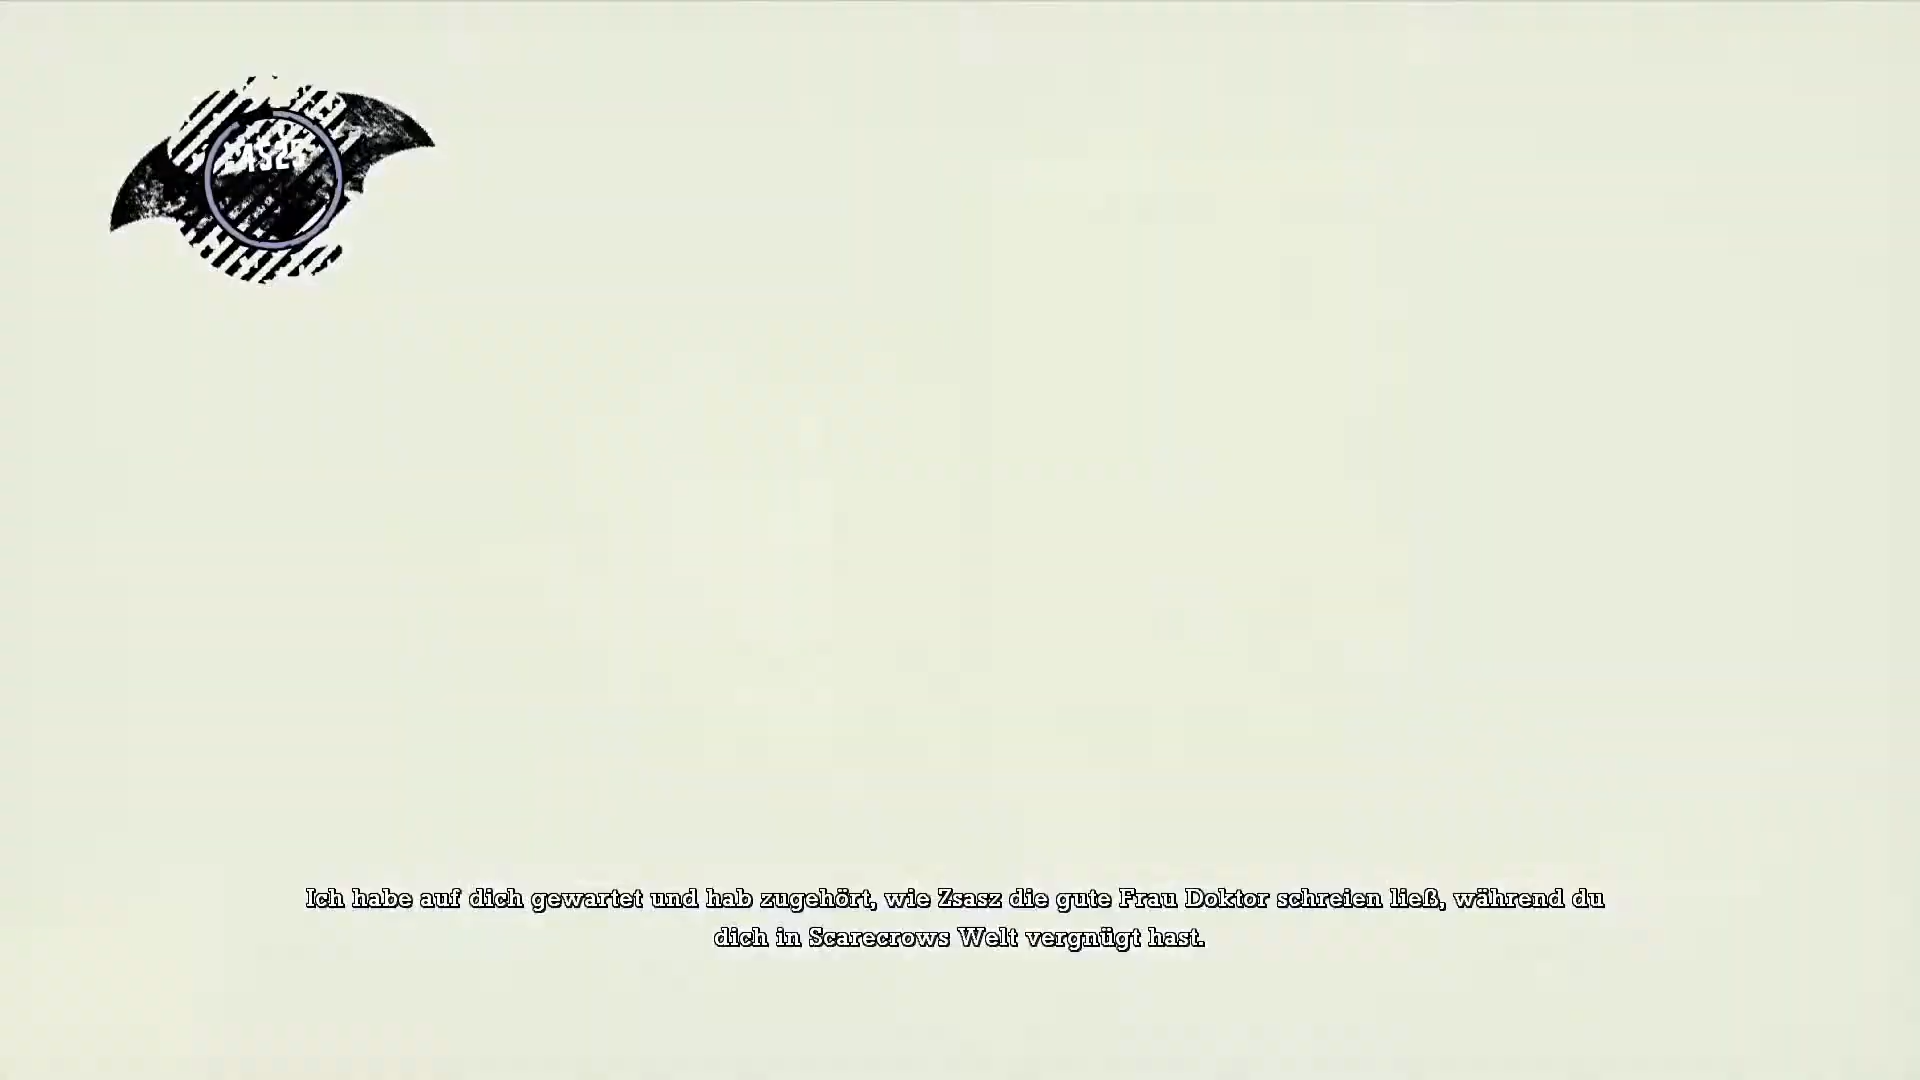 Ich habe auf dich gewartet und hab zugehört, wie Zsasz die gute Frau Doktor schreien ließ, während du
dich in Scarecrows Welt vergnügt hast.